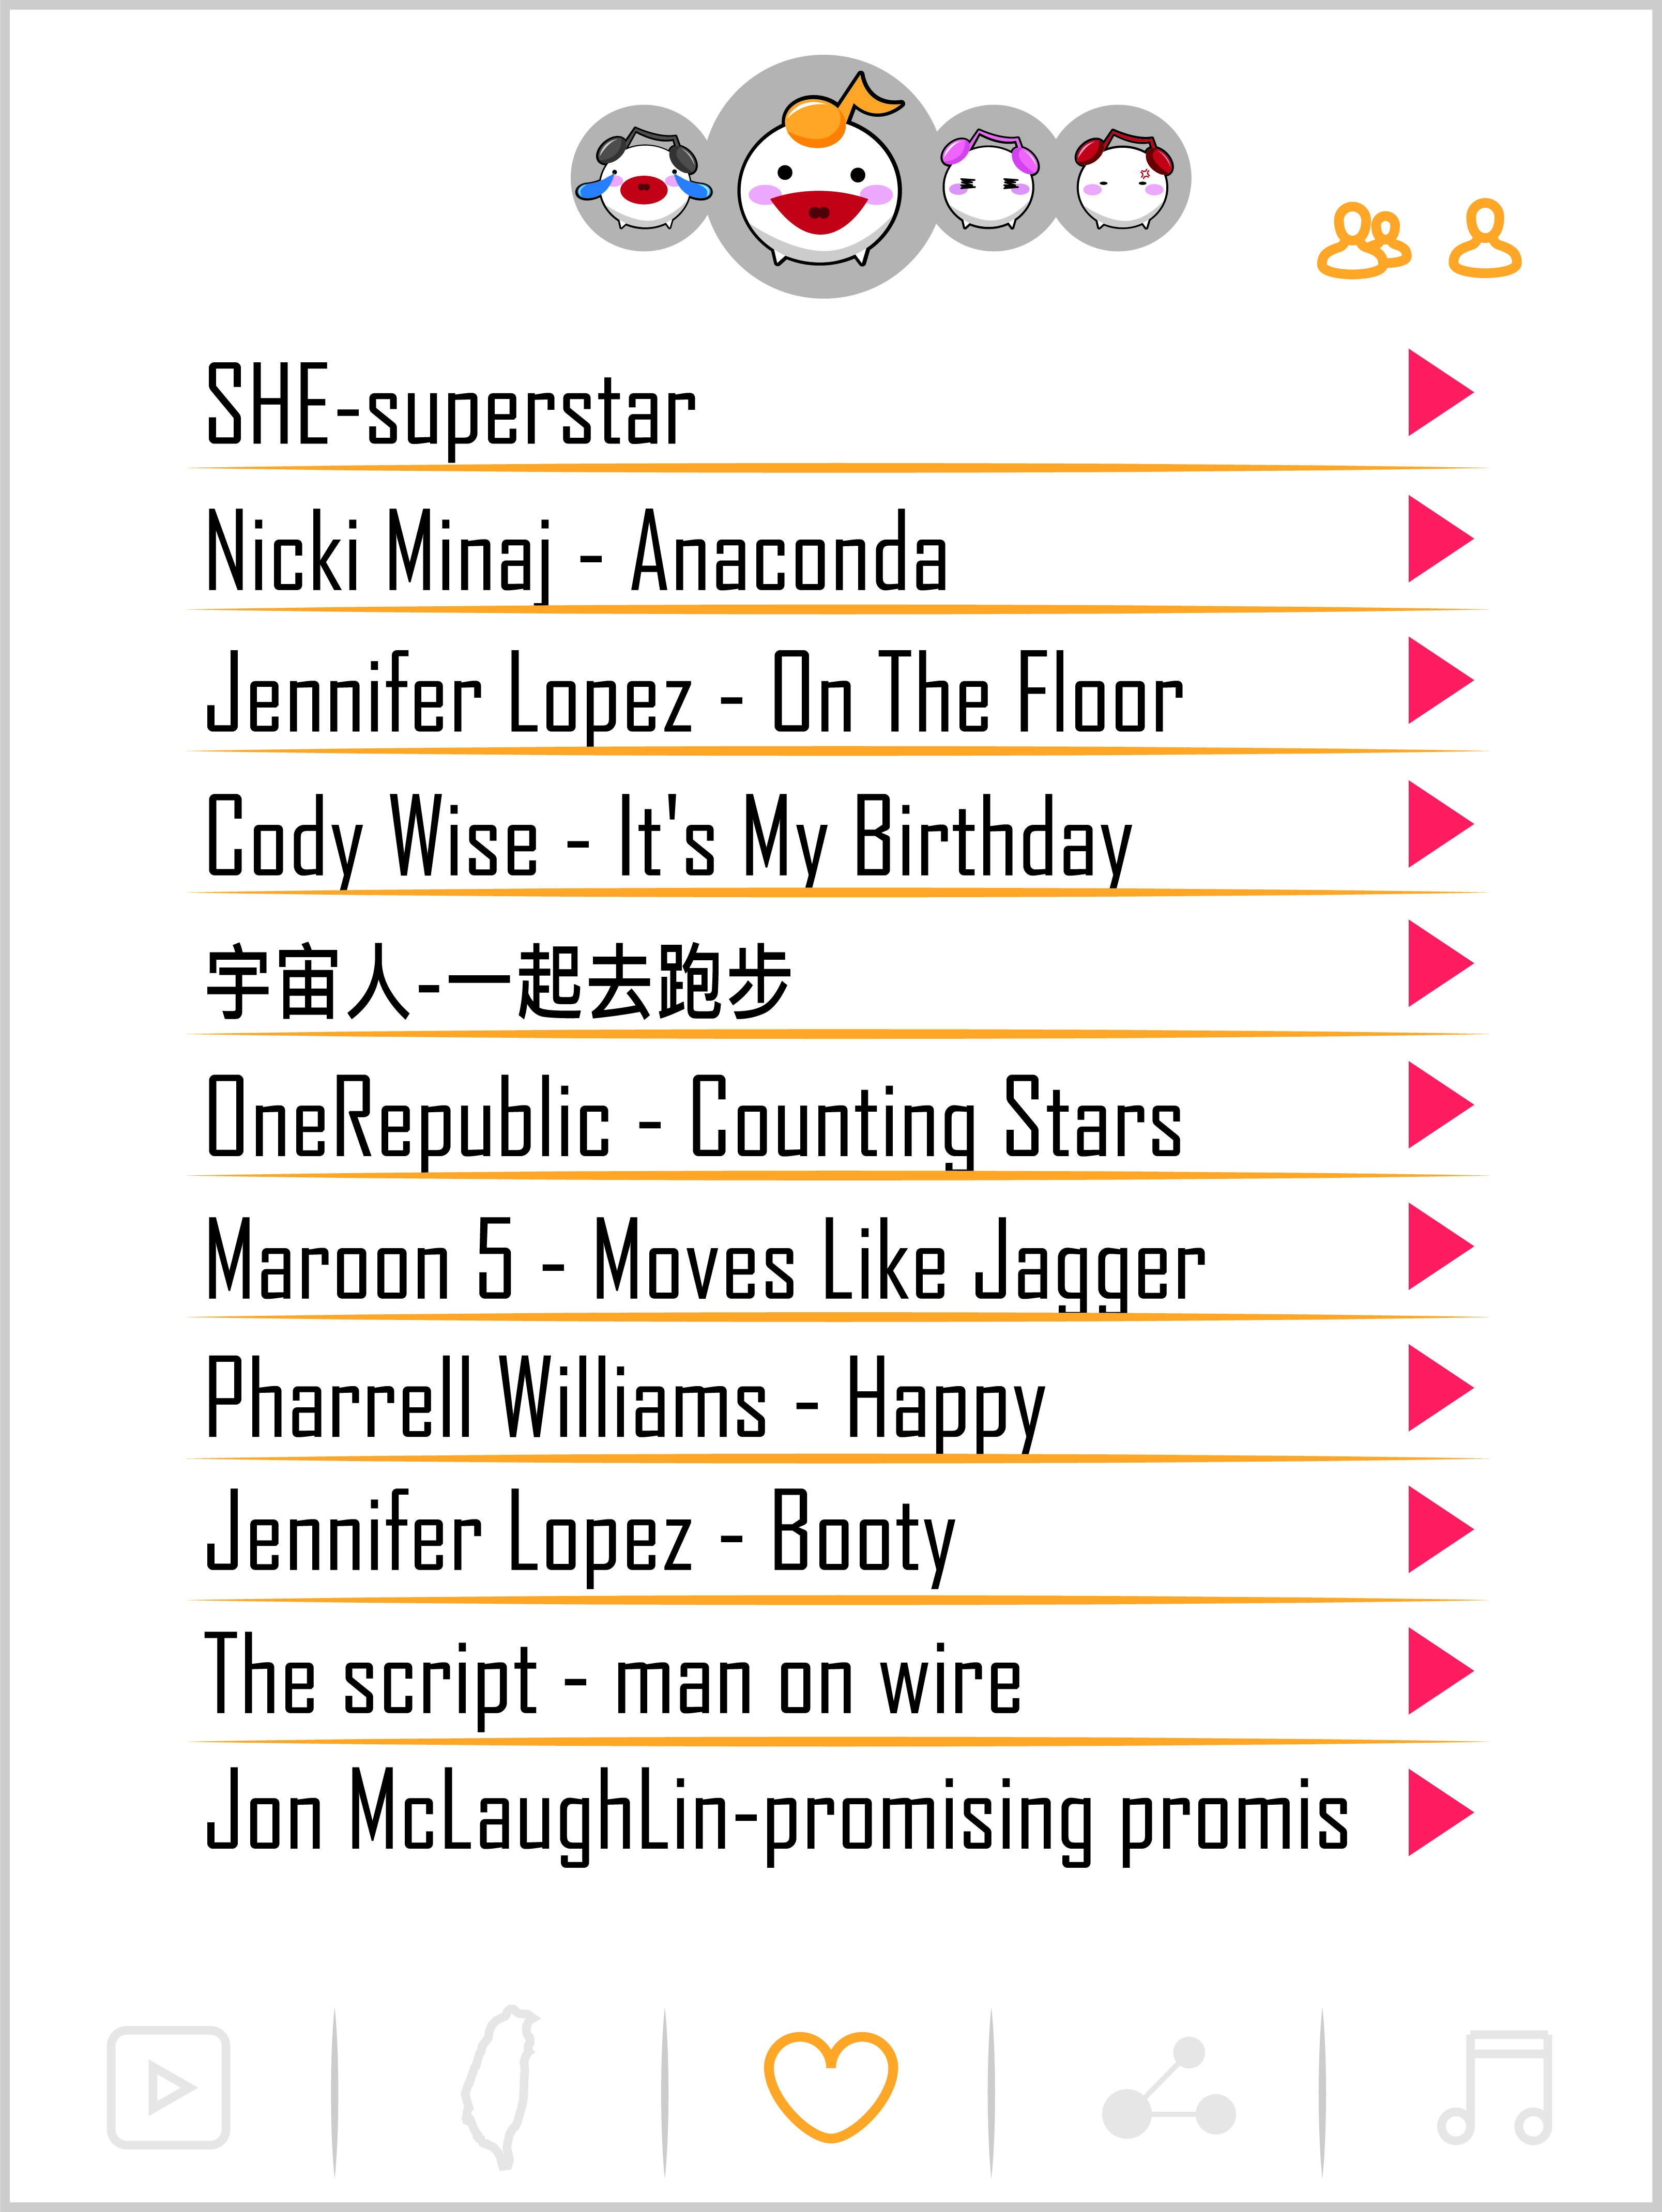 SHE-superstar
Nicki Minaj - Anaconda
Jennifer Lopez - On The Floor
Cody Wise - It's My Birthday
宇宙人-一起去跑步
OneRepublic - Counting Stars
Maroon 5 - Moves Like Jagger
Pharrell Williams - Happy
Jennifer Lopez - Booty
The script - man on wire
Jon McLaughLin-promising promis